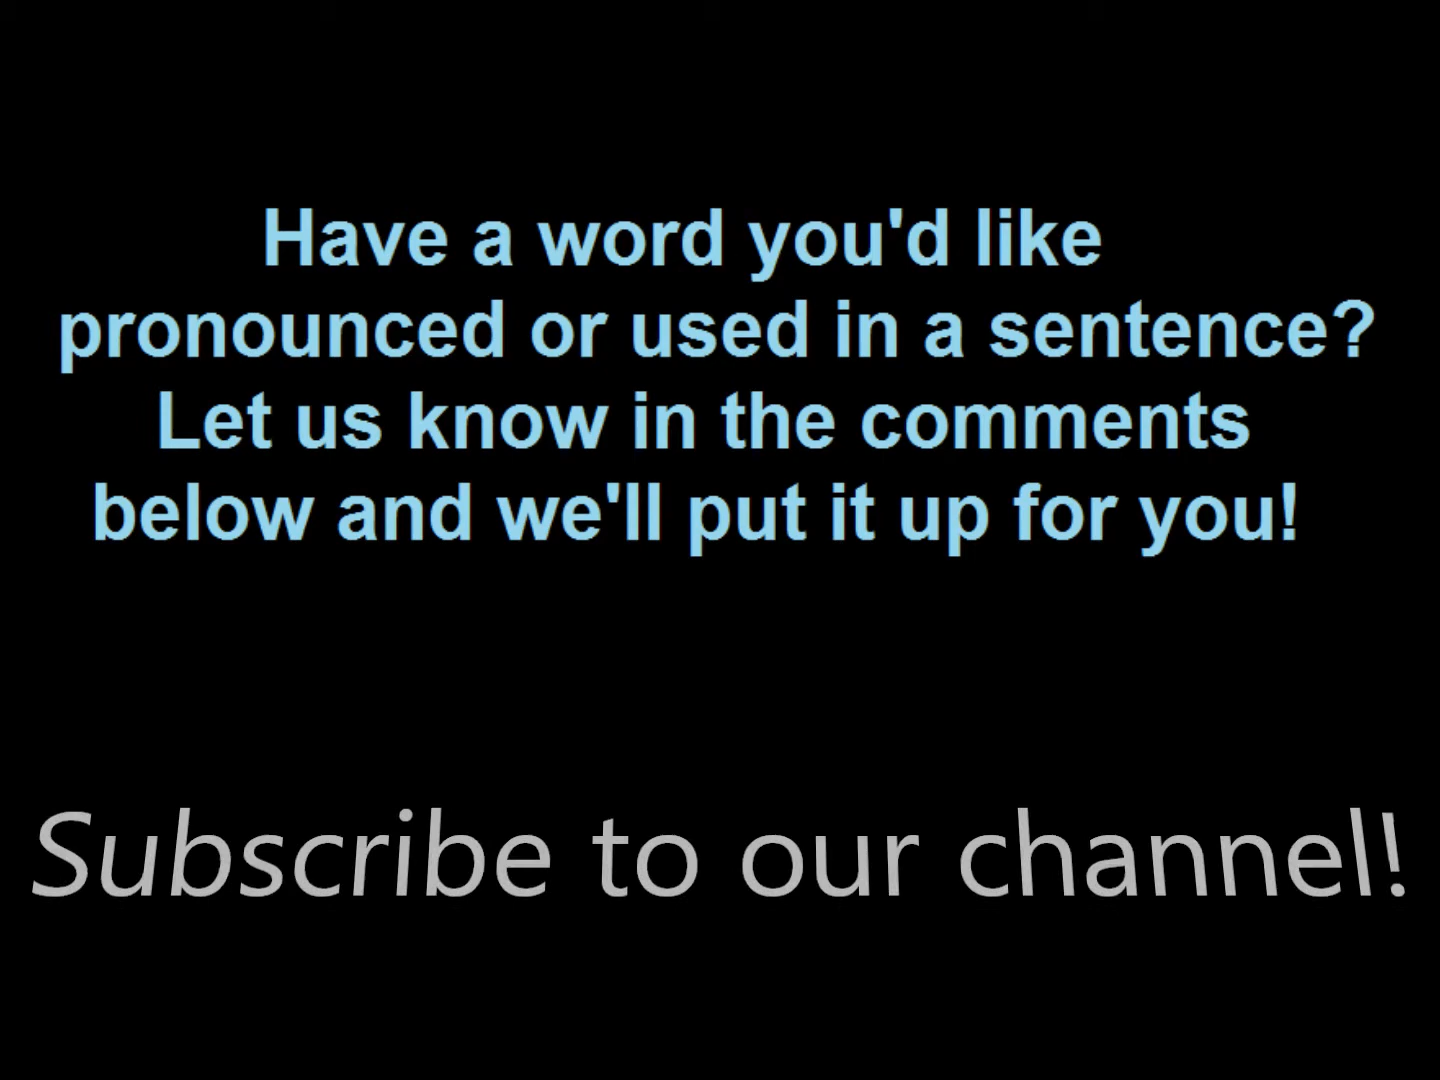 Have a word you'd like
pronounced or used in a sentence?
Let us know in the comments
below and we'll put it up for you!
Subscribe to our channel!